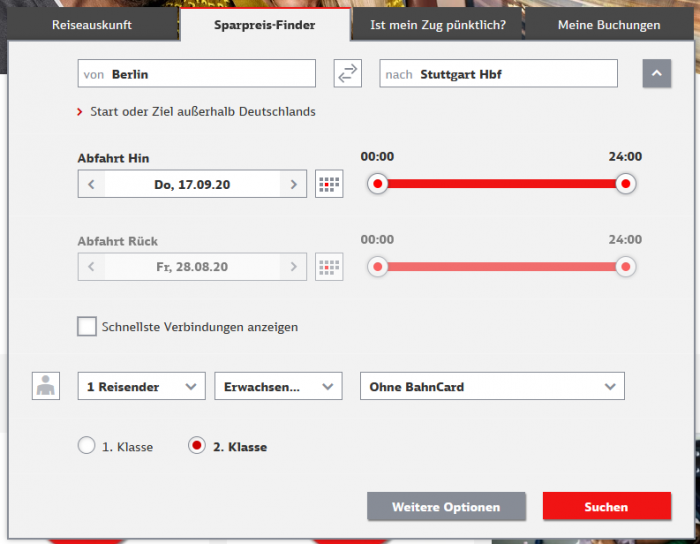 Reiseauskunft Sparpreis-Finder Ist mein Zug pünktlich? Meine Buchungen
von Berlin nach Stuttgart Hbf
Start oder Ziel außerhalb Deutschlands
Abfahrt Hin 00:00 24:00
Do, 17.09.20
Abfahrt Rück 00:00 24:00
Fr, 28.08.20
Schnellste Verbindungen anzeigen
1 Reisender Erwachsen... Ohne BahnCard
1. Klasse 2. Klasse
Weitere Optionen Suchen